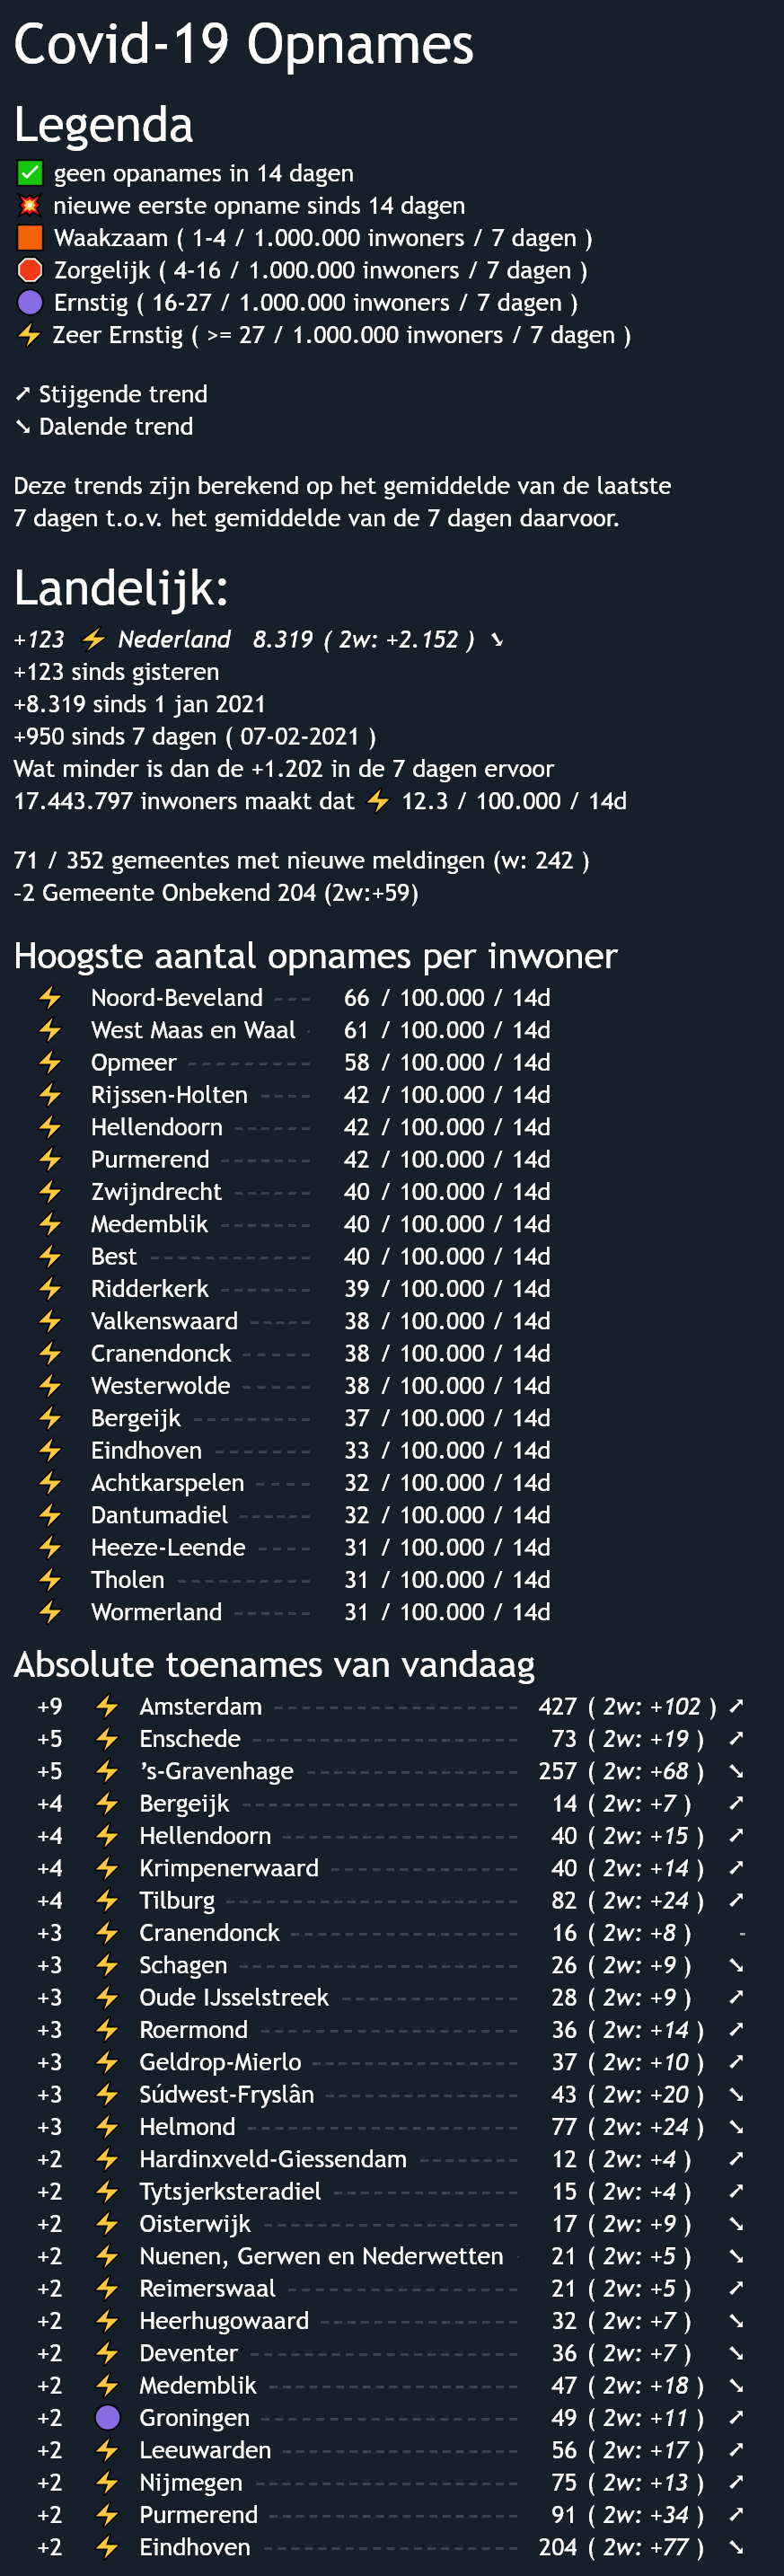 Covid-19 Opnames
Legenda
✅ geen opanames in 14 dagen
💥 nieuwe eerste opname sinds 14 dagen
🟧 Waakzaam ( 1-4 / 1.000.000 inwoners / 7 dagen )
🛑 Zorgelijk ( 4-16 / 1.000.000 inwoners / 7 dagen )
🟣 Ernstig ( 16-27 / 1.000.000 inwoners / 7 dagen )
⚡ Zeer Ernstig ( >= 27 / 1.000.000 inwoners / 7 dagen )
➚ Stijgende trend
➘ Dalende trend
Deze trends zijn berekend op het gemiddelde van de laatste
7 dagen t.o.v. het gemiddelde van de 7 dagen daarvoor.
Landelijk:
+123 ⚡ Nederland 8.319 ( 2w: +2.152 ) ➘
+123 sinds gisteren
+8.319 sinds 1 jan 2021
+950 sinds 7 dagen ( 07-02-2021 )
Wat minder is dan de +1.202 in de 7 dagen ervoor
17.443.797 inwoners maakt dat ⚡ 12.3 / 100.000 / 14d
71 / 352 gemeentes met nieuwe meldingen (w: 242 )
-2 Gemeente Onbekend 204 (2w:+59)
Hoogste aantal opnames per inwoner
⚡ Noord-Beveland --- 66 / 100.000 / 14d
⚡ West Maas en Waal - 61 / 100.000 / 14d
⚡ Opmeer --------- 58 / 100.000 / 14d
⚡ Rijssen-Holten ---- 42 / 100.000 / 14d
⚡ Hellendoorn ------ 42 / 100.000 / 14d
⚡ Purmerend ------- 42 / 100.000 / 14d
⚡ Zwijndrecht ------ 40 / 100.000 / 14d
⚡ Medemblik ------- 40 / 100.000 / 14d
⚡ Best ------------ 40 / 100.000 / 14d
⚡ Ridderkerk ------- 39 / 100.000 / 14d
⚡ Valkenswaard ----- 38 / 100.000 / 14d
⚡ Cranendonck ----- 38 / 100.000 / 14d
⚡ Westerwolde ----- 38 / 100.000 / 14d
⚡ Bergeijk --------- 37 / 100.000 / 14d
⚡ Eindhoven ------- 33 / 100.000 / 14d
⚡ Achtkarspelen ---- 32 / 100.000 / 14d
⚡ Dantumadiel ------ 32 / 100.000 / 14d
⚡ Heeze-Leende ---- 31 / 100.000 / 14d
⚡ Tholen ---------- 31 / 100.000 / 14d
⚡ Wormerland ------ 31 / 100.000 / 14d
Absolute toenames van vandaag
+9 ⚡ Amsterdam ------------------ 427 ( 2w: +102 ) ➚
+5 ⚡ Enschede -------------------- 73 ( 2w: +19 ) ➚
+5 ⚡ 's-Gravenhage ---------------- 257 ( 2w: +68 ) ➘
+4 ⚡ Bergeijk --------------------- 14 ( 2w: +7 ) ➚
+4 ⚡ Hellendoorn ------------------ 40 ( 2w: +15 ) ➚
+4 ⚡ Krimpenerwaard -------------- 40 ( 2w: +14 ) ➚
+4 ⚡ Tilburg ---------------------- 82 ( 2w: +24 ) ➚
+3 ⚡ Cranendonck ----------------- 16 ( 2w: +8 ) -
+3 ⚡ Schagen --------------------- 26 ( 2w: +9 ) ➘
+3 ⚡ Oude IJsselstreek ------------- 28 ( 2w: +9 ) ➚
+3 ⚡ Roermond ------------------- 36 ( 2w: +14 ) ➚
+3 ⚡ Geldrop-Mierlo --------------- 37 ( 2w: +10 ) ➚
+3 ⚡ Súdwest-Fryslân -------------- 43 ( 2w: +20 ) ➘
+3 ⚡ Helmond -------------------- 77 ( 2w: +24 ) ➘
+2 ⚡ Hardinxveld-Giessendam ------- 12 ( 2w: +4 ) ➚
+2 ⚡ Tytsjerksteradiel -------------- 15 ( 2w: +4 ) ➚
+2 ⚡ Oisterwijk ------------------- 17 ( 2w: +9 ) ➘
+2 ⚡ Nuenen, Gerwen en Nederwetten - 21 ( 2w: +5 ) ➘
+2 ⚡ Reimerswaal ----------------- 21 ( 2w: +5 ) ➚
+2 ⚡ Heerhugowaard --------------- 32 ( 2w: +7 ) ➘
+2 ⚡ Deventer -------------------- 36 ( 2w: +7 ) ➘
+2 ⚡ Medemblik ------------------- 47 ( 2w: +18 ) ➘
+2 🟣 Groningen ------------------- 49 ( 2w: +11 ) ➚
+2 ⚡ Leeuwarden ------------------ 56 ( 2w: +17 ) ➚
+2 ⚡ Nijmegen -------------------- 75 ( 2w: +13 ) ➚
+2 ⚡ Purmerend ------------------- 91 ( 2w: +34 ) ➚
+2 ⚡ Eindhoven ------------------- 204 ( 2w: +77 ) ➘